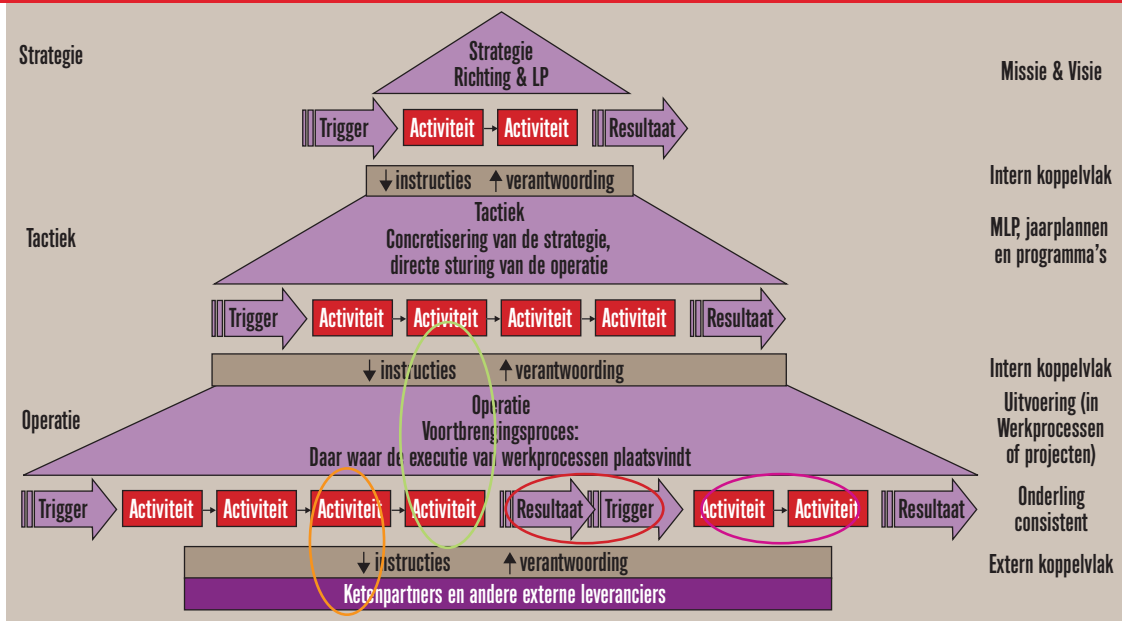 Strategie
Strategie
Richting & LP
Missie & Visie
Trigger
Activiteit
Activiteit
Resultaat
instructies
verantwoording
Intern koppelvlak
Tactiek
Tactiek
Concretisering van de strategie,
directe sturing van de operatie
MLP, jaarplannen
en programma's
Trigger
Activiteit
Activiteit
Activiteit
Activiteit
Resultaat
instructies
verantwoording
Intern koppelvlak
Operatie
Operatie
Voortbrengingsproces:
Daar waar de executie van werkprocessen plaatsvindt
Uitvoering (in
Werkprocessen
of projecten)
Trigger
Activiteit
Activiteit
Activiteit
Activiteit
Resultaat
Trigger
Activiteit
Activiteit
Resultaat
Onderling
consistent
instructies
verantwoording
Extern koppelvlak
Ketenpartners en andere externe leveranciers